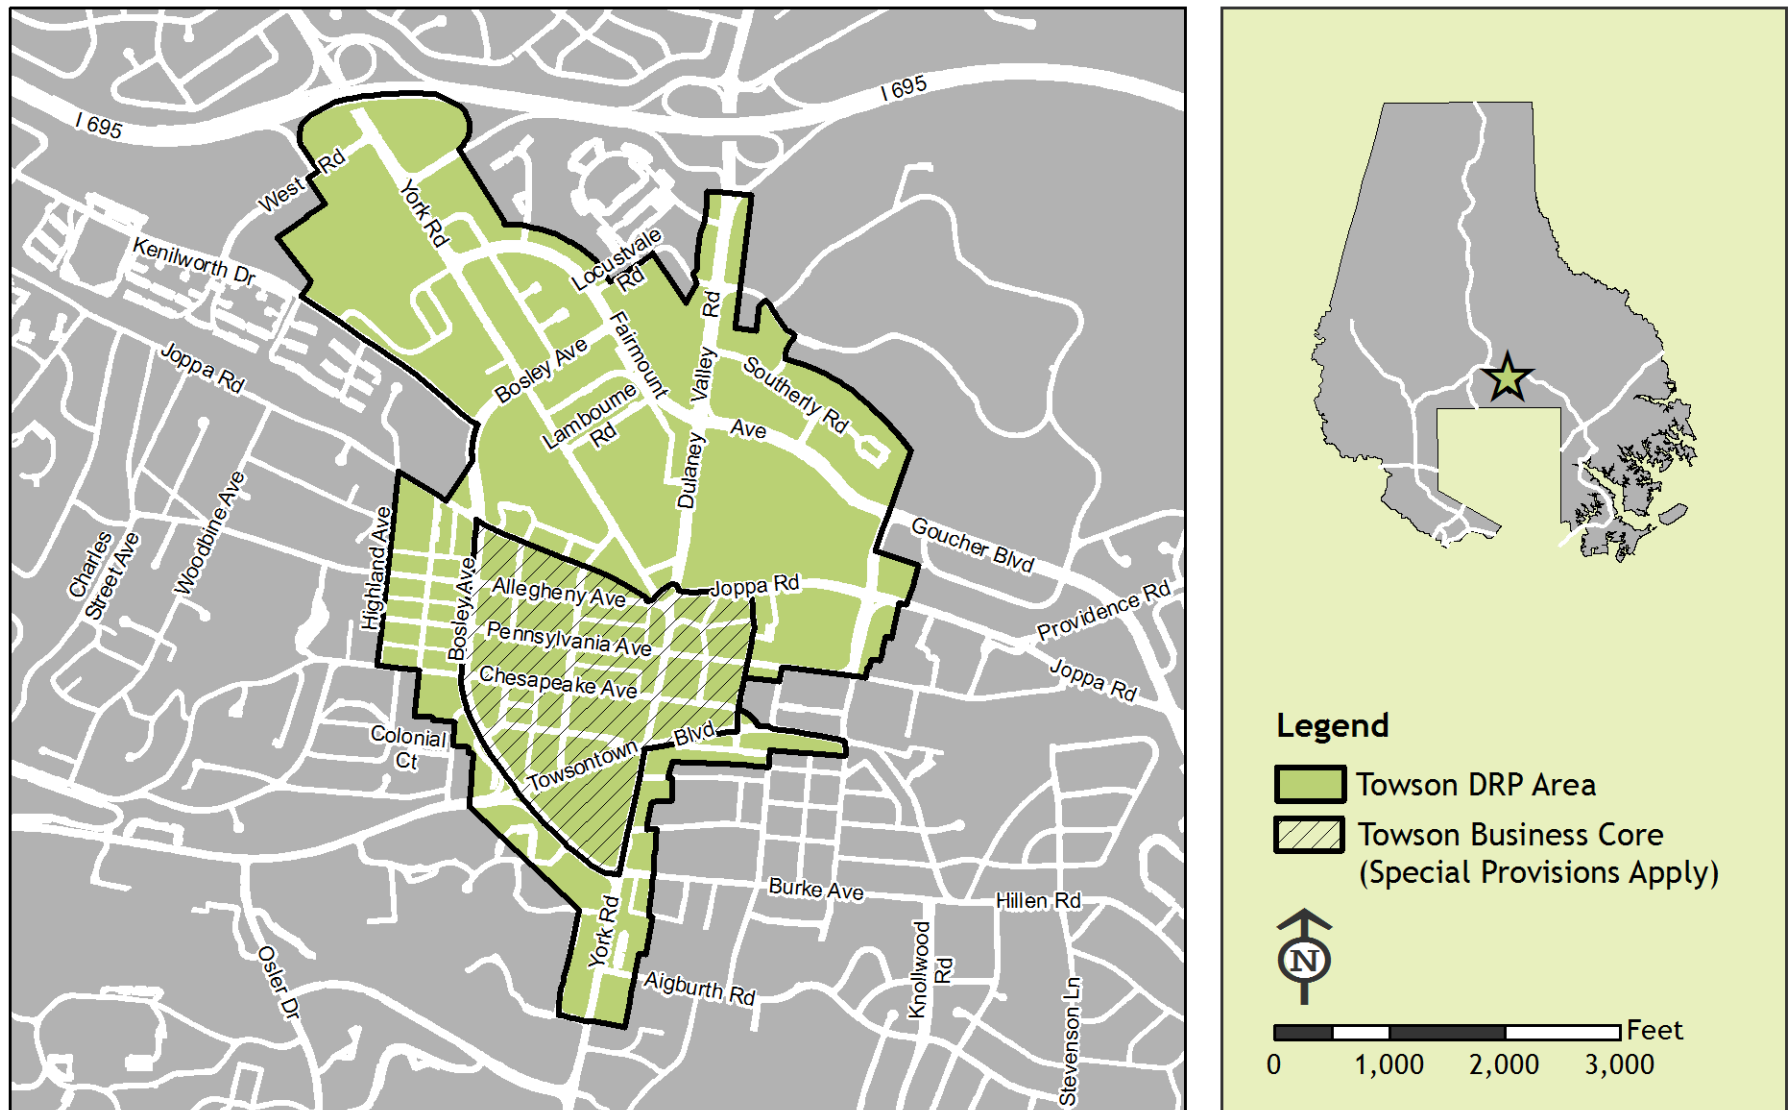 I 695
I 695
West Rd
York Rd
Kenilworth Dr
Locustvale
Rd
Joppa Rd
Fairmount
Ave
Bosley Ave
Lambourne
Rd
Dulaney
Valley
Rd
Southerly Rd
Goucher Blvd
Providence Rd
Joppa Rd
Joppa Rd
Charles
Street Ave
Woodbine Ave
Highland Ave
Bosley Ave
Allegheny Ave
Pennsylvania Ave
Chesapeake Ave
Towsontown
Blvd
Colonial
Ct
Burke Ave
Hillen Rd
York Rd
Aigburth Rd
Osler Dr
Knollwood
Rd
Stevenson Ln
Legend
Towson DRP Area
Towson Business Core
(Special Provisions Apply)
N
Feet
0 1,000 2,000 3,000